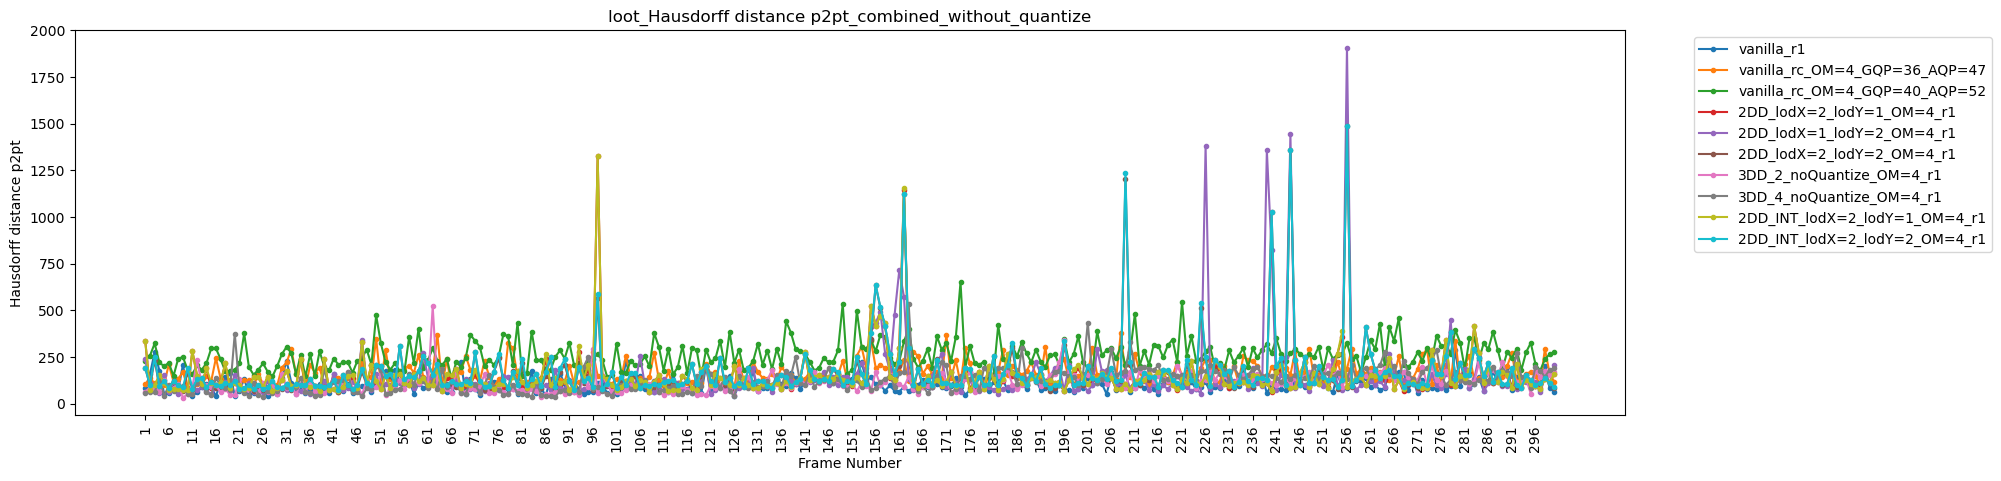 loot_Hausdorff distance p2pt_combined_without_quantize
Hausdorff distance p2pt
2000
1750
1500
1250
1000
750
500
250
0
1 6 11 16 21 26 31 36 41 46 51 56 61 66 71 76 81 86 91 96 101 106 111 116 121 126 131 136 141 146 151 156 161 166 171 176 181 186 191 196 201 206 211 216 221 226 231 236 241 246 251 256 261 266 271 276 281 286 291 296
Frame Number
vanilla_r1
vanilla_rc_OM=4_GQP=36_AQP=47
vanilla_rc_OM=4_GQP=40_AQP=52
2DD_lodX=2_lodY=1_OM=4_r1
2DD_lodX=1_lodY=2_OM=4_r1
2DD_lodX=2_lodY=2_OM=4_r1
3DD_2_noQuantize_OM=4_r1
3DD_4_noQuantize_OM=4_r1
2DD_INT_lodX=2_lodY=1_OM=4_r1
2DD_INT_lodX=2_lodY=2_OM=4_r1